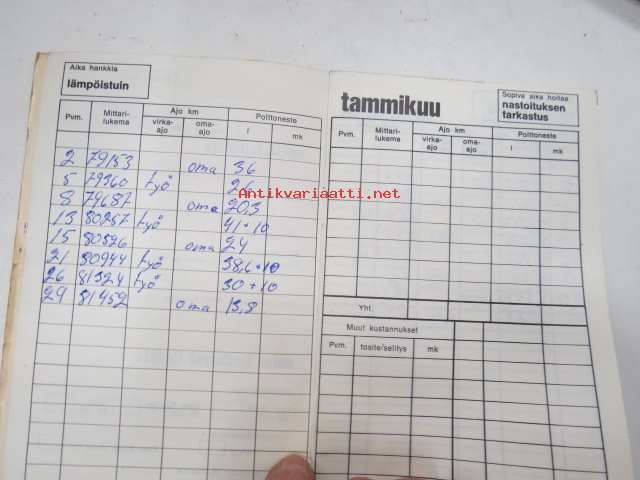 Aika hankkia
lämpöistuin
Pvm.
Mittari-
lukema
Ajo km
virka-
ajo
oma-
ajo
Polttoneste
l
mk
2 79153 oma 36
5 79360 työ 26
8 79687 oma 20,3
13 80257 työ 41+10
15 80526 oma 24
21 80944 työ 38,6+10
26 81324 työ 30+10
29 81452 oma 13,8
tammikuu
Sopiva aika hoitaa
nastoituksen
tarkastus
Pvm.
Mittari-
lukema
Ajo km
virka-
ajo
oma-
ajo
Polttoneste
l
mk
Yht.
Muut kustannukset
Pvm.
tosite/selitys
mk
Antikvariaatti.net